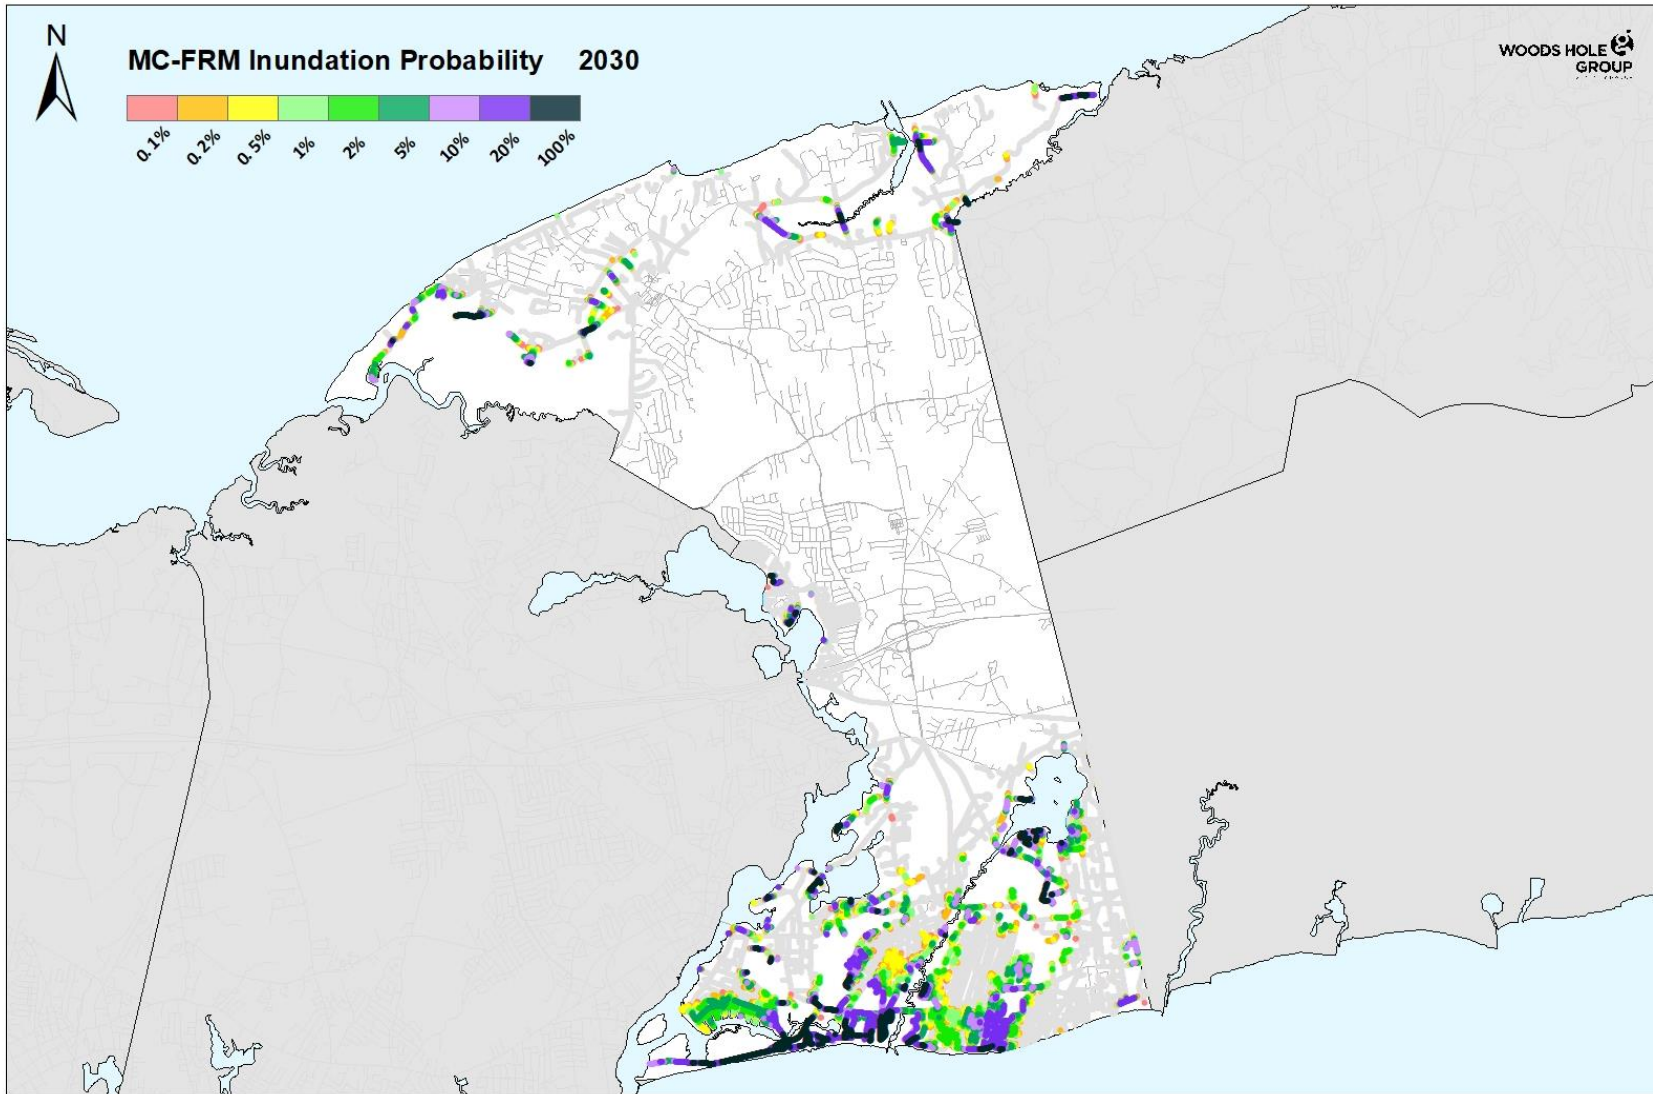 N
MC-FRM Inundation Probability 2030
0.1% 0.2% 0.5% 1% 2% 5% 10% 20% 100%
WOODS HOLE
GROUP